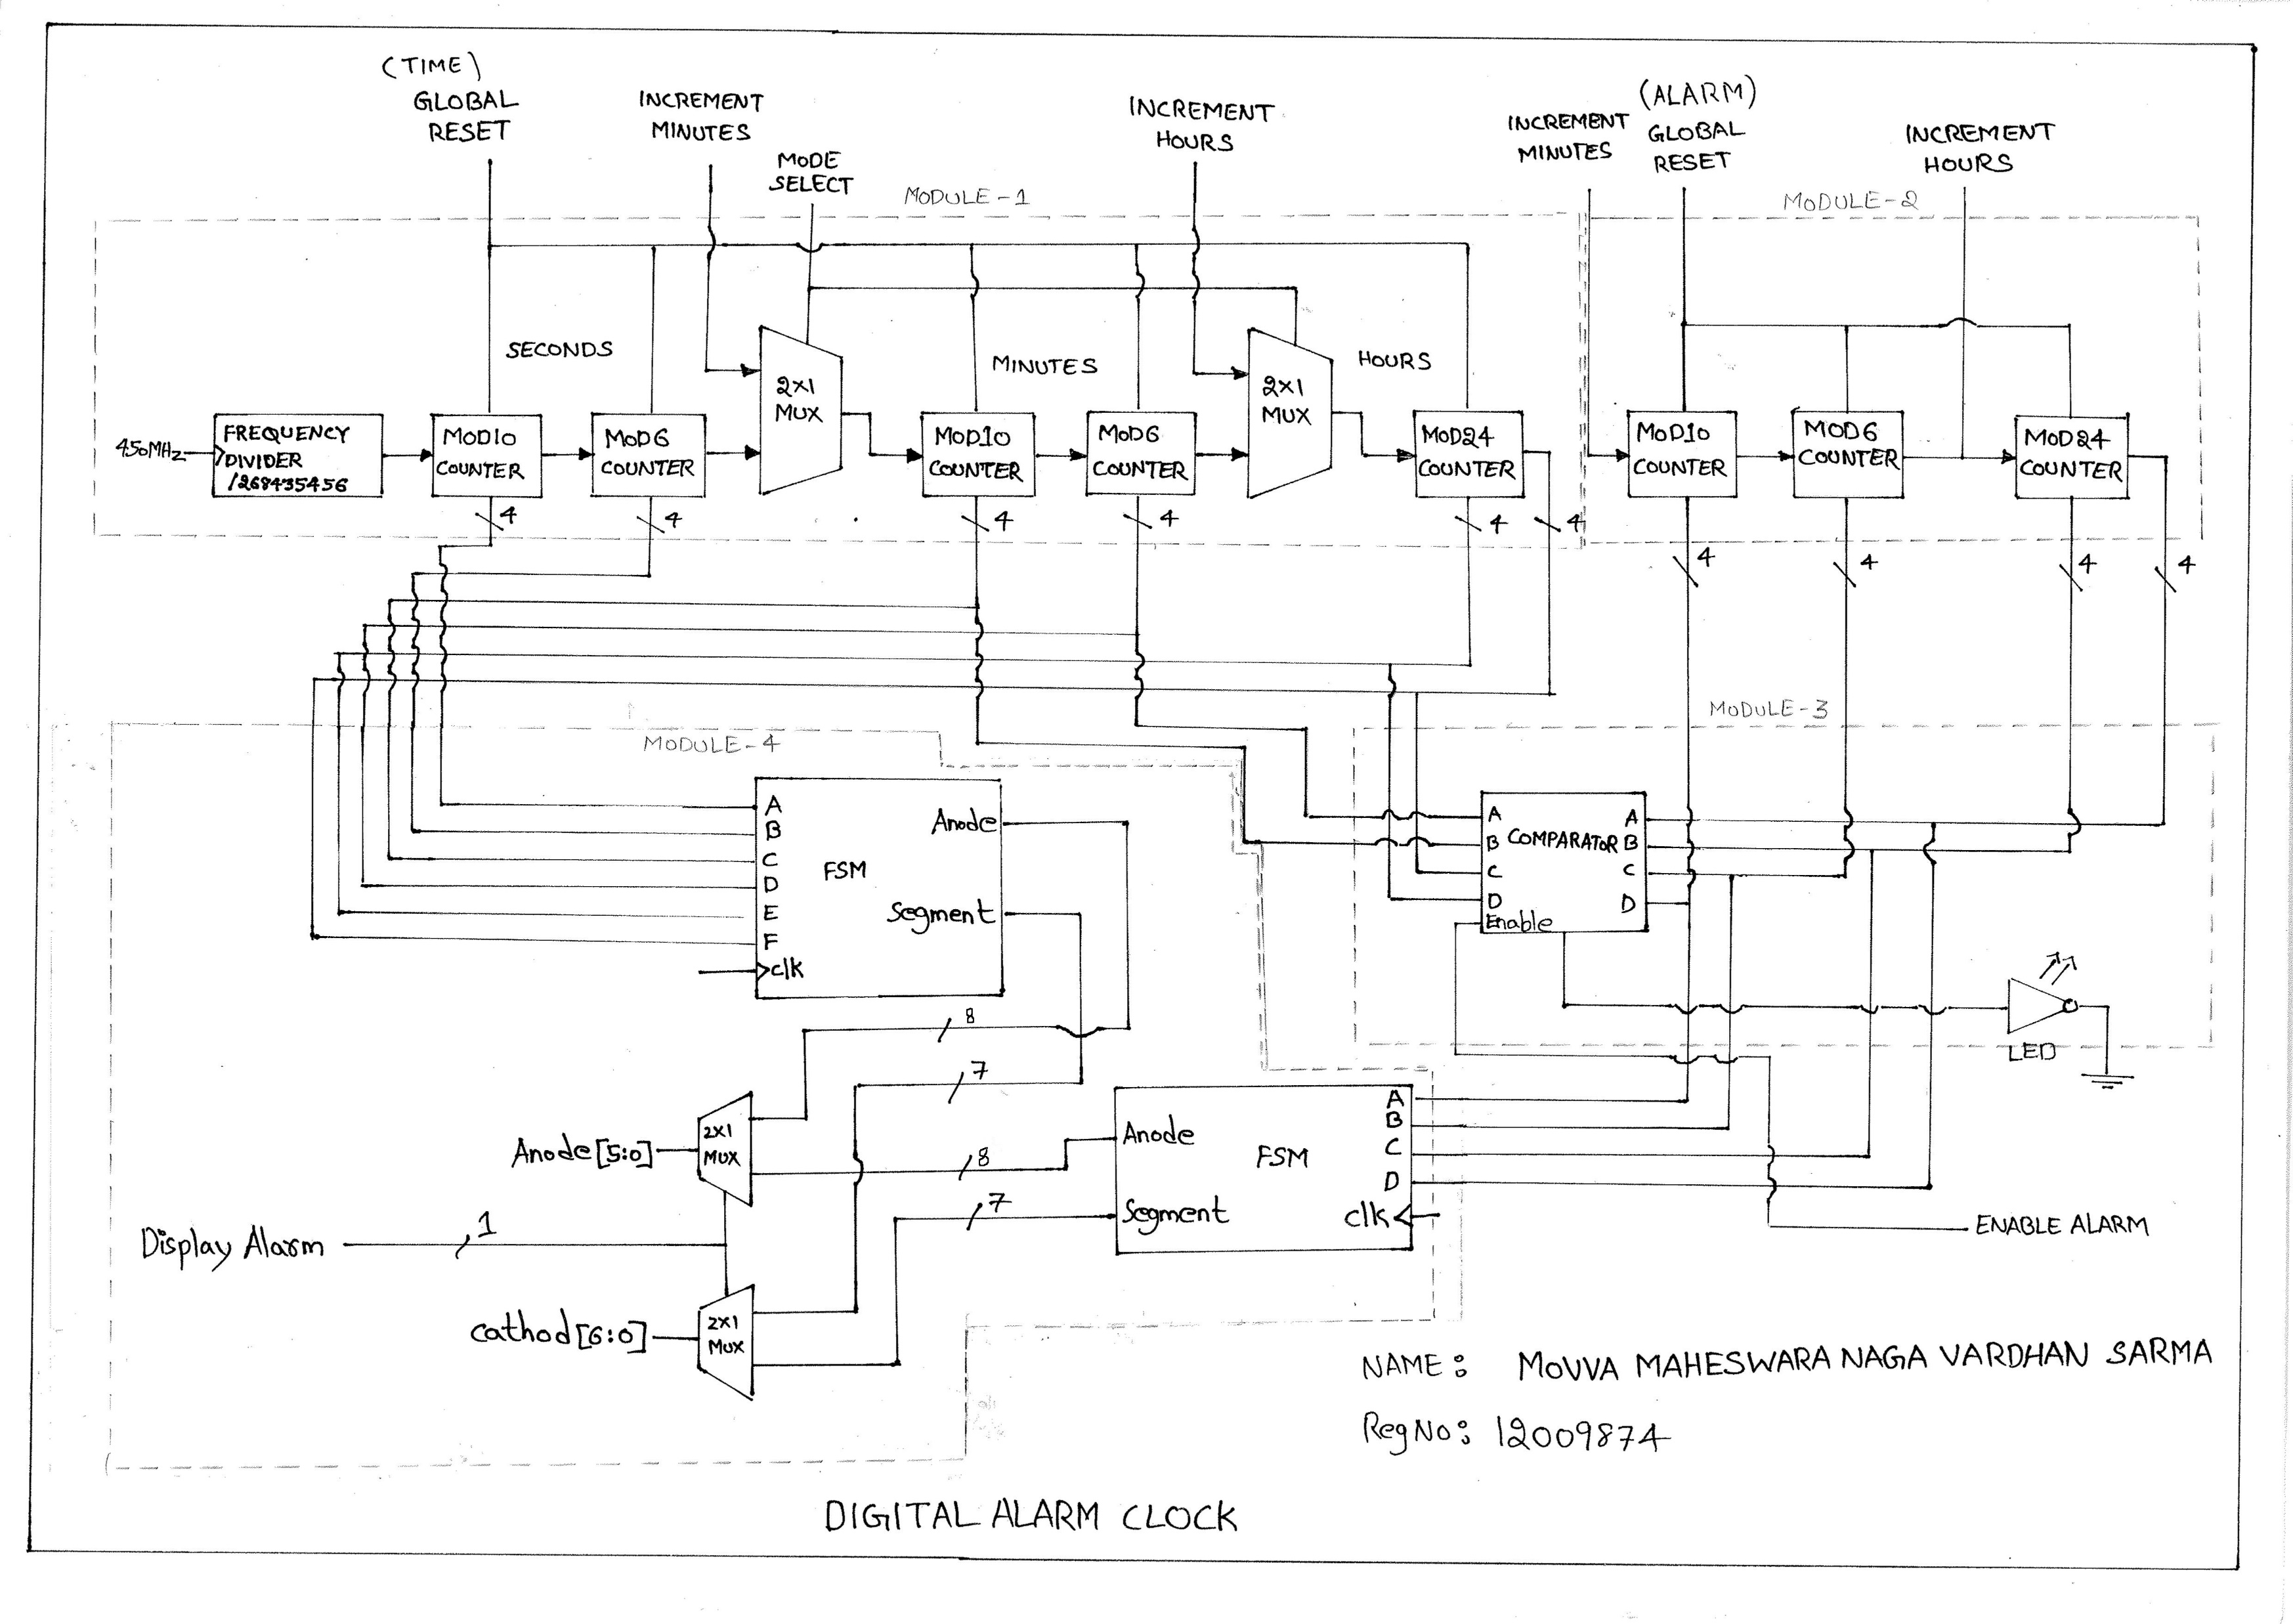 (TIME)
GLOBAL
RESET
INCREMENT
MINUTES
MODE
SELECT
INCREMENT
HOURS
INCREMENT
MINUTES
(ALARM)
GLOBAL
RESET
INCREMENT
HOURS
MODULE-1
MODULE-2
SECONDS
MINUTES
HOURS
450MHz
FREQUENCY
DIVIDER
/268435456
MOD10
COUNTER
MOD6
COUNTER
2X1
MUX
MOD10
COUNTER
MOD6
COUNTER
2X1
MUX
MOD24
COUNTER
MOD10
COUNTER
MOD6
COUNTER
MOD24
COUNTER
4
4
4
4
4
4
4
4
4
4
MODULE-4
MODULE-3
A
B
C
D
E
F
clk
FSM
Anode
Segment
A
B
C
D
Enable
COMPARATOR
A
B
C
D
LED
8
7
2X1
MUX
Anode[5:0]
8
7
Display Alarm
1
cathod[6:0]
2X1
MUX
Anode
Segment
FSM
A
B
C
D
clk
ENABLE ALARM
NAME: MOVVA MAHESWARA NAGA VARDHAN SARMA
RegNo: 12009874
DIGITAL ALARM CLOCK